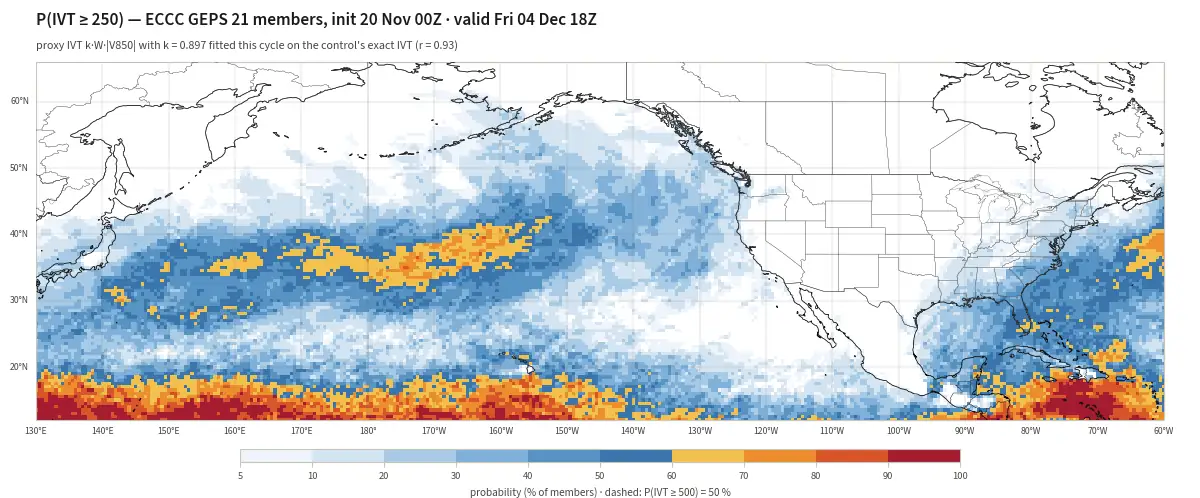 P(IVT ≥ 250) — ECCC GEPS 21 members, init 20 Nov 00Z · valid Fri 04 Dec 18Z
proxy IVT k·W·|V850| with k = 0.897 fitted this cycle on the control's exact IVT (r = 0.93)
60°N
50°N
40°N
30°N
20°N
130°E 140°E 150°E 160°E 170°E 180° 170°W 160°W 150°W 140°W 130°W 120°W 110°W 100°W 90°W 80°W 70°W 60°W
5 10 20 30 40 50 60 70 80 90 100
probability (% of members) · dashed: P(IVT ≥ 500) = 50 %